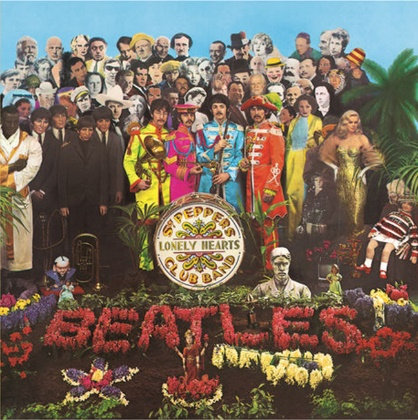 SGT. PEPPERS
LONELY HEARTS
CLUB BAND
BEATLES